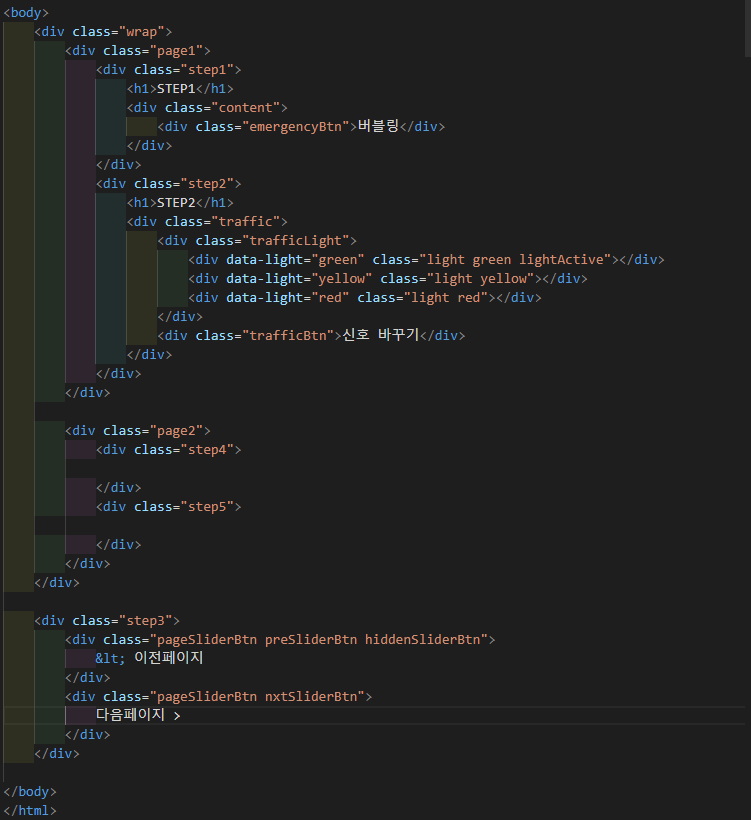 <body>
<div class="wrap">
<div class="page1">
<div class="step1">
<h1>STEP1</h1>
<div class="content">
<div class="emergencyBtn">버블링</div>
</div>
</div>
<div class="step2">
<h1>STEP2</h1>
<div class="traffic">
<div class="trafficLight">
<div data-light="green" class="light green lightActive"></div>
<div data-light="yellow" class="light yellow"></div>
<div data-light="red" class="light red"></div>
</div>
<div class="trafficBtn">신호 바꾸기</div>
</div>
</div>
</div>
<div class="page2">
<div class="step4">
</div>
<div class="step5">
</div>
</div>
</div>
<div class="step3">
<div class="pageSliderBtn preSliderBtn hiddenSliderBtn">
&lt; 이전페이지
</div>
<div class="pageSliderBtn nxtSliderBtn">
다음페이지 >
</div>
</div>
</body>
</html>